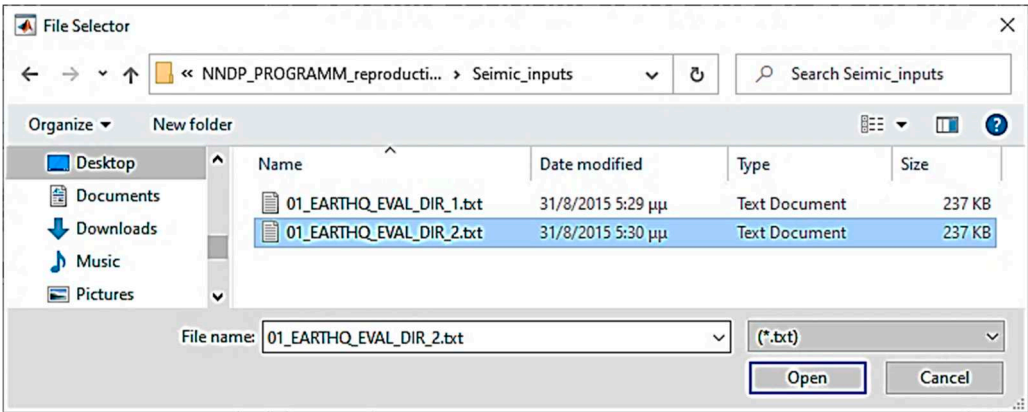 File Selector
« NNDP_PROGRAMM_reproducti... › Seimic_inputs
Search Seimic_inputs
Organize
New folder
Desktop
Documents
Downloads
Music
Pictures
Name
Date modified
Type
Size
01_EARTHQ_EVAL_DIR_1.txt
31/8/2015 5:29 μμ
Text Document
237 KB
01_EARTHQ_EVAL_DIR_2.txt
31/8/2015 5:30 μμ
Text Document
237 KB
File name: 01_EARTHQ_EVAL_DIR_2.txt
(*.txt)
Open
Cancel